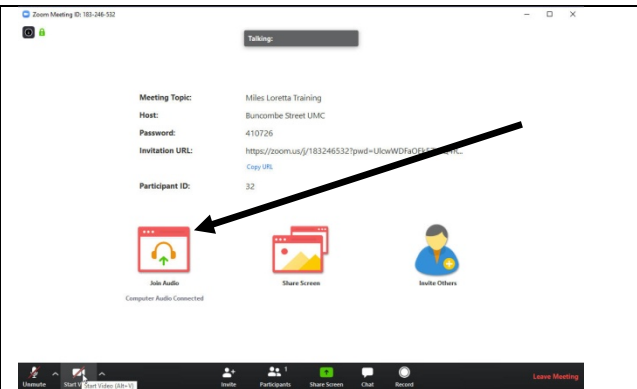 Zoom Meeting ID: 183-246-532
Talking:
Meeting Topic: Miles Loretta Training
Host: Buncombe Street UMC
Password: 410726
Invitation URL: https://zoom.us/j/183246532?pwd=UlcwWDFaOEk
Copy URL
Participant ID: 32
Join Audio Share Screen Invite Others
Computer Audio Connected
1
Unmute Start V Start Video (Alt+V) Invite Participants Share Screen Chat Record Leave Meeting